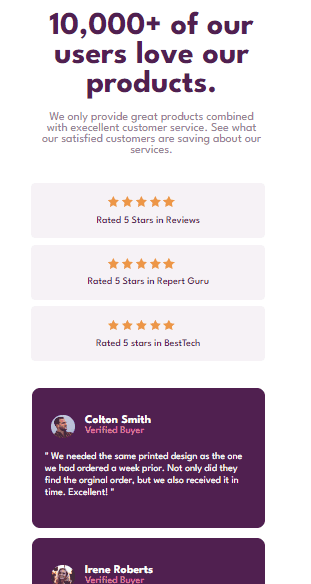 10,000+ of our
users love our
products.
We only provide great products combined
with execellent customer service. See what
our satisfied customers are saving about our
services.
Rated 5 Stars in Reviews
Rated 5 Stars in Repert Guru
Rated 5 stars in BestTech
Colton Smith
Verified Buyer
" We needed the same printed design as the one
we had ordered a week prior. Not only did they
find the orginal order, but we also received it in
time. Excellent! "
Irene Roberts
Verified Buyer